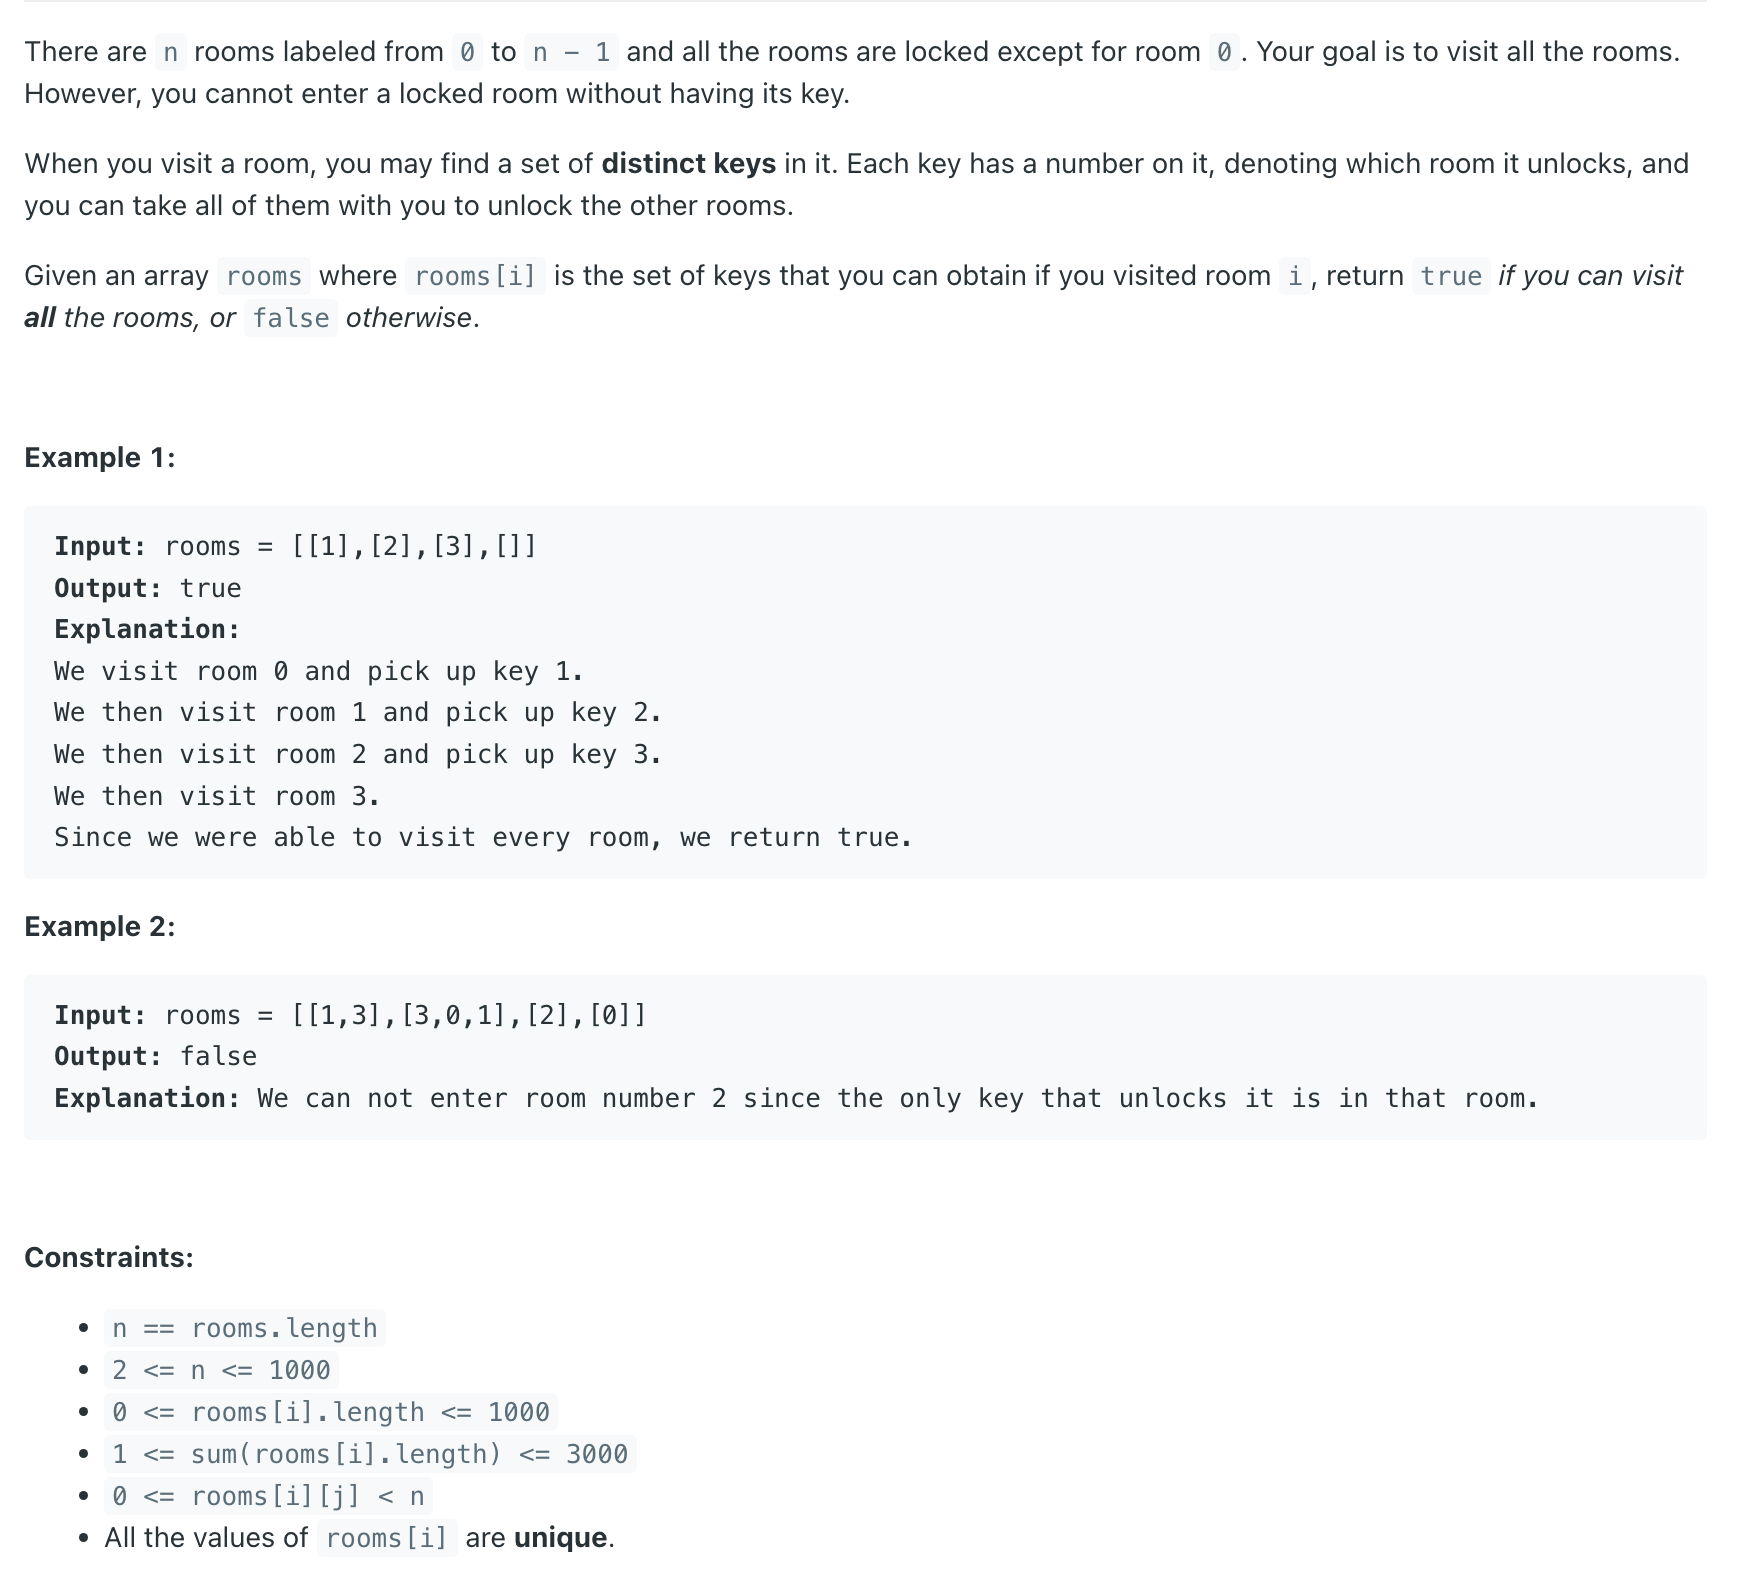 There are n rooms labeled from 0 to n - 1 and all the rooms are locked except for room 0. Your goal is to visit all the rooms.
However, you cannot enter a locked room without having its key.
When you visit a room, you may find a set of distinct keys in it. Each key has a number on it, denoting which room it unlocks, and
you can take all of them with you to unlock the other rooms.
Given an array rooms where rooms[i] is the set of keys that you can obtain if you visited room i, return true if you can visit
all the rooms, or false otherwise.
Example 1:
Input: rooms = [[1],[2],[3],[]]
Output: true
Explanation:
We visit room 0 and pick up key 1.
We then visit room 1 and pick up key 2.
We then visit room 2 and pick up key 3.
We then visit room 3.
Since we were able to visit every room, we return true.
Example 2:
Input: rooms = [[1,3],[3,0,1],[2],[0]]
Output: false
Explanation: We can not enter room number 2 since the only key that unlocks it is in that room.
Constraints:
• n == rooms.length
• 2 <= n <= 1000
• 0 <= rooms[i].length <= 1000
• 1 <= sum(rooms[i].length) <= 3000
• 0 <= rooms[i][j] < n
• All the values of rooms[i] are unique.